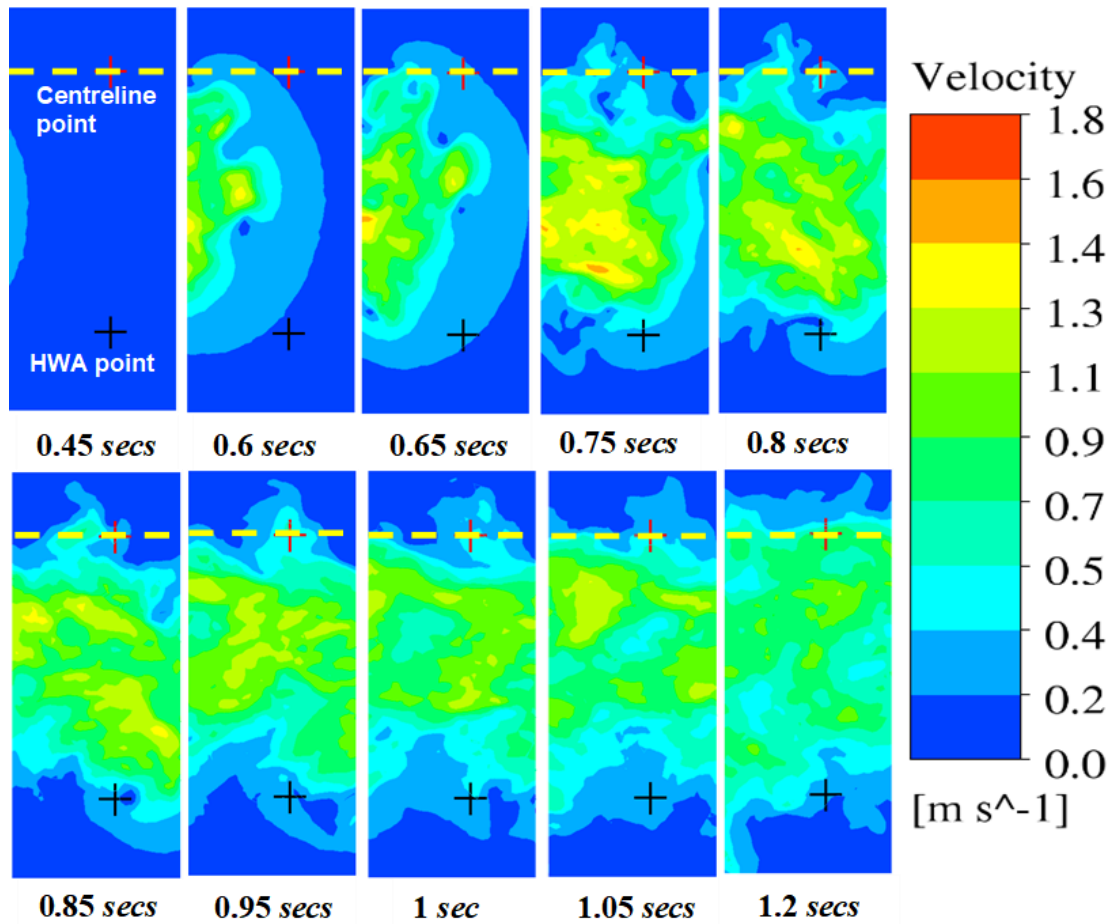 Centreline
point
HWA point
0.45 secs
0.6 secs
0.65 secs
0.75 secs
0.8 secs
0.85 secs
0.95 secs
1 sec
1.05 secs
1.2 secs
Velocity
1.8
1.6
1.4
1.3
1.1
0.9
0.7
0.5
0.4
0.2
0.0
[m s^-1]